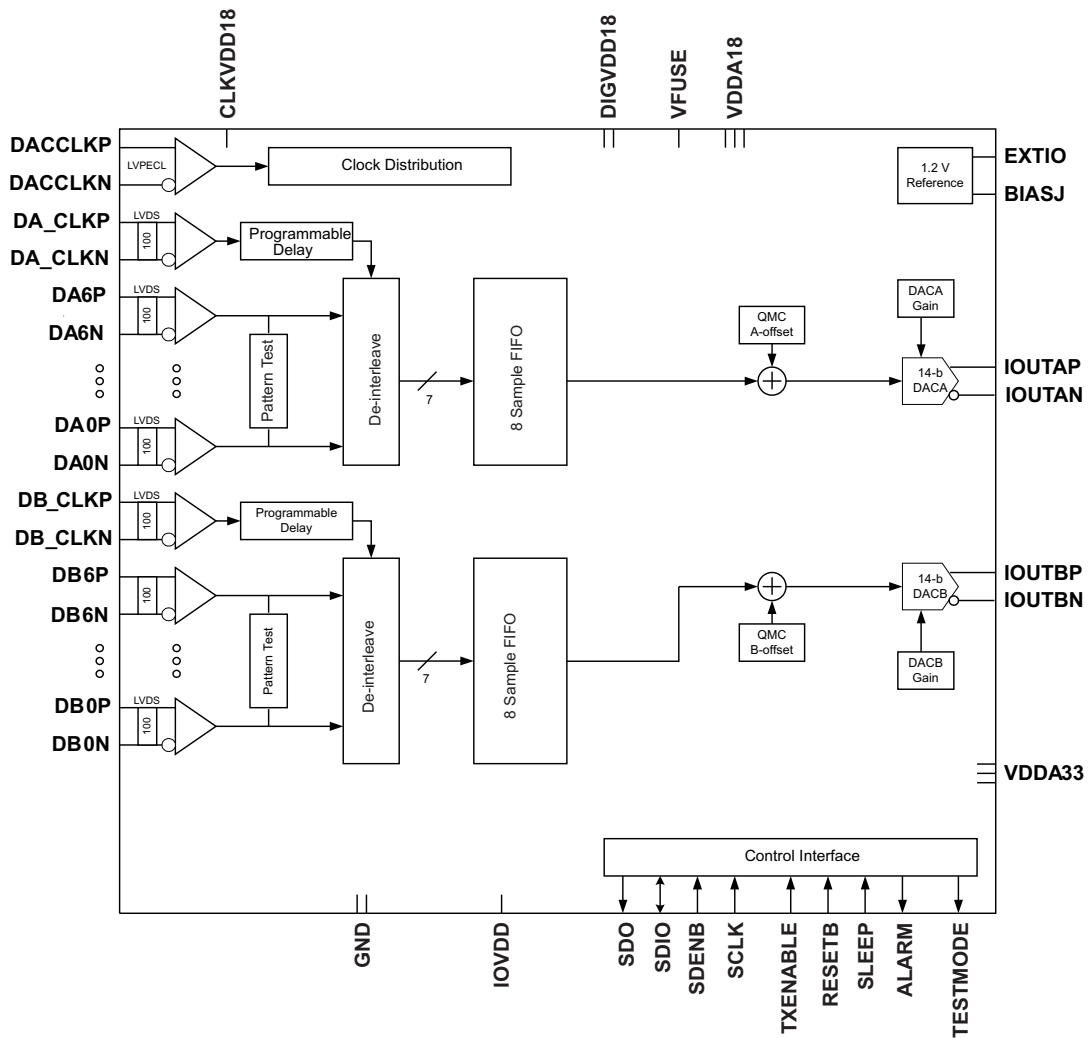 CLKVDD18
DIGVDD18
VFUSE
VDDA18
DACCLKP
LVPECL
DACCLKN
Clock Distribution
1.2 V
Reference
EXTIO
BIASJ
DA_CLKP
LVDS
100
DA_CLKN
Programmable
Delay
DA6P
LVDS
100
DA6N
Pattern Test
De-interleave
7
8 Sample FIFO
QMC
A-offset
DACA
Gain
14-b
DACA
IOUTAP
IOUTAN
DA0P
LVDS
100
DA0N
DB_CLKP
LVDS
100
DB_CLKN
Programmable
Delay
DB6P
100
DB6N
Pattern Test
De-interleave
7
8 Sample FIFO
QMC
B-offset
14-b
DACB
DACB
Gain
IOUTBP
IOUTBN
DB0P
LVDS
100
DB0N
VDDA33
Control Interface
GND
IOVDD
SDO
SDIO
SDENB
SCLK
TXENABLE
RESETB
SLEEP
ALARM
TESTMODE